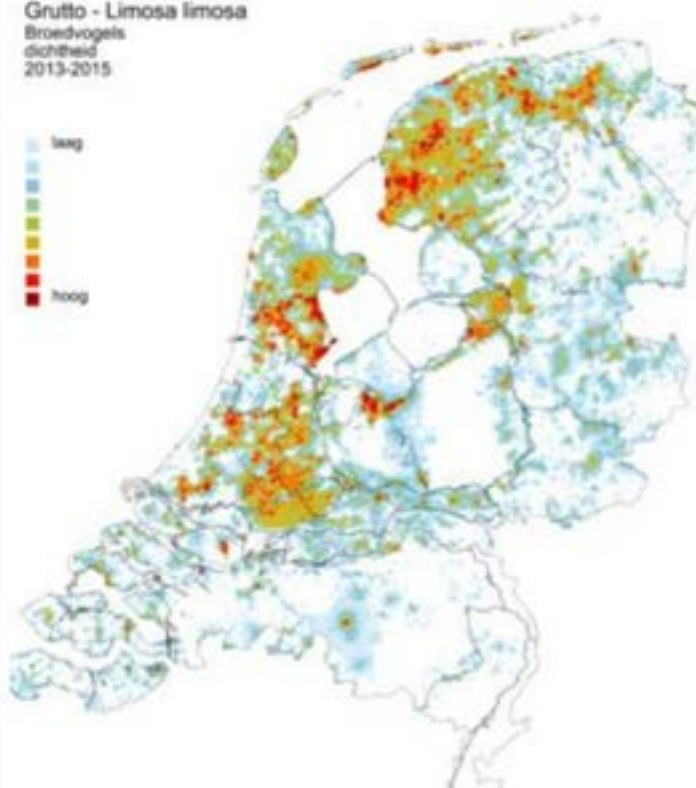 Grutto - Limosa limosa
Broedvogels
dichtheid
2013-2015
laag
hoog